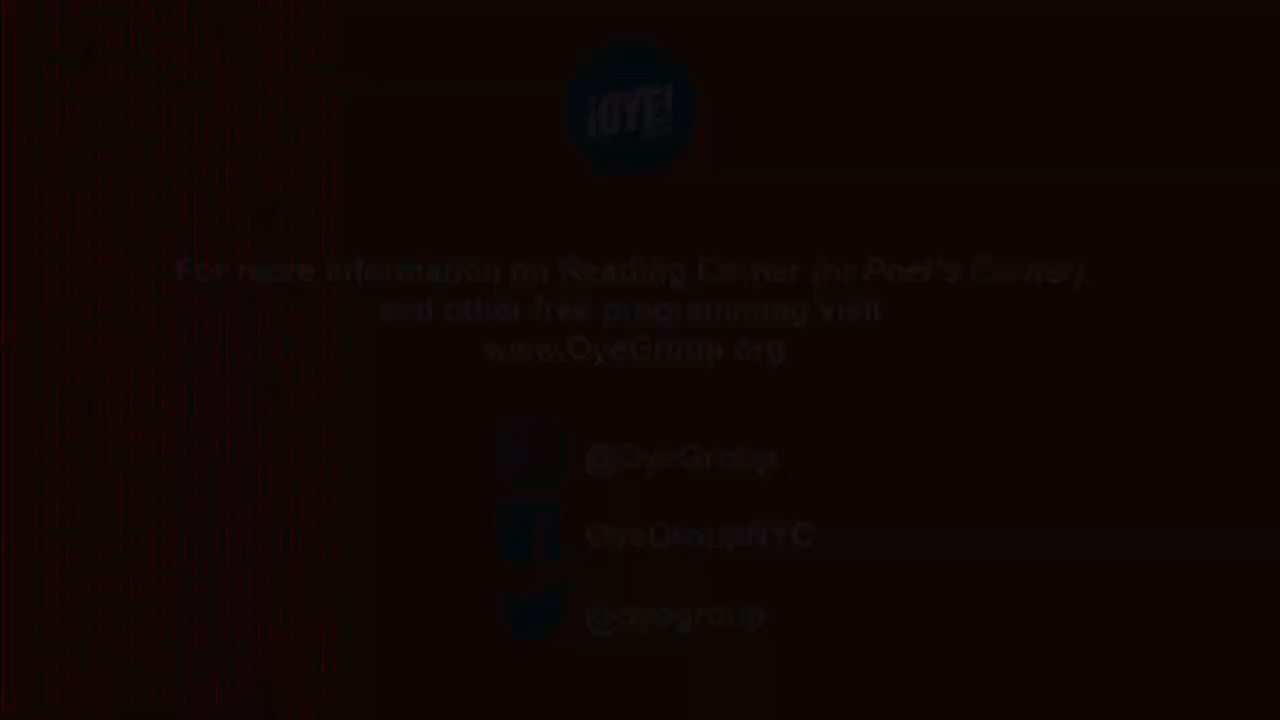 ¡OYE!
For more information on Reading Corner (or Poet's Corner),
and other free programming visit
www.OyeGroup.org
@OyeGroup
OyeGroupNYC
@oyegroup